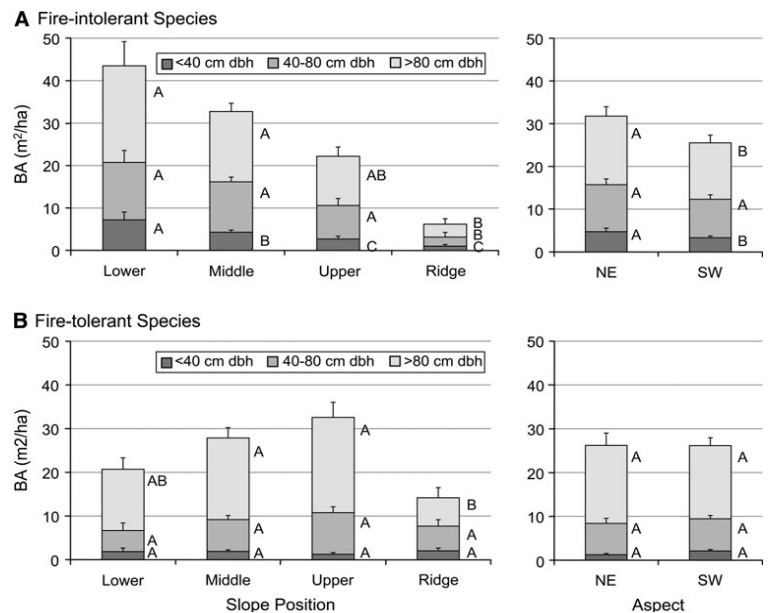 A Fire-intolerant Species
<40 cm dbh 40-80 cm dbh >80 cm dbh
BA (m²/ha)
50
40
30
20
10
0
A
A
A
A
A
B
AB
A
C
B
B
C
Lower Middle Upper Ridge
50
40
30
20
10
0
A
A
A
B
A
B
NE SW
B Fire-tolerant Species
<40 cm dbh 40-80 cm dbh >80 cm dbh
BA (m2/ha)
50
40
30
20
10
0
AB
A
A
A
A
A
A
A
A
B
A
A
Lower Middle Upper Ridge
Slope Position
50
40
30
20
10
0
A
A
A
A
A
A
NE SW
Aspect